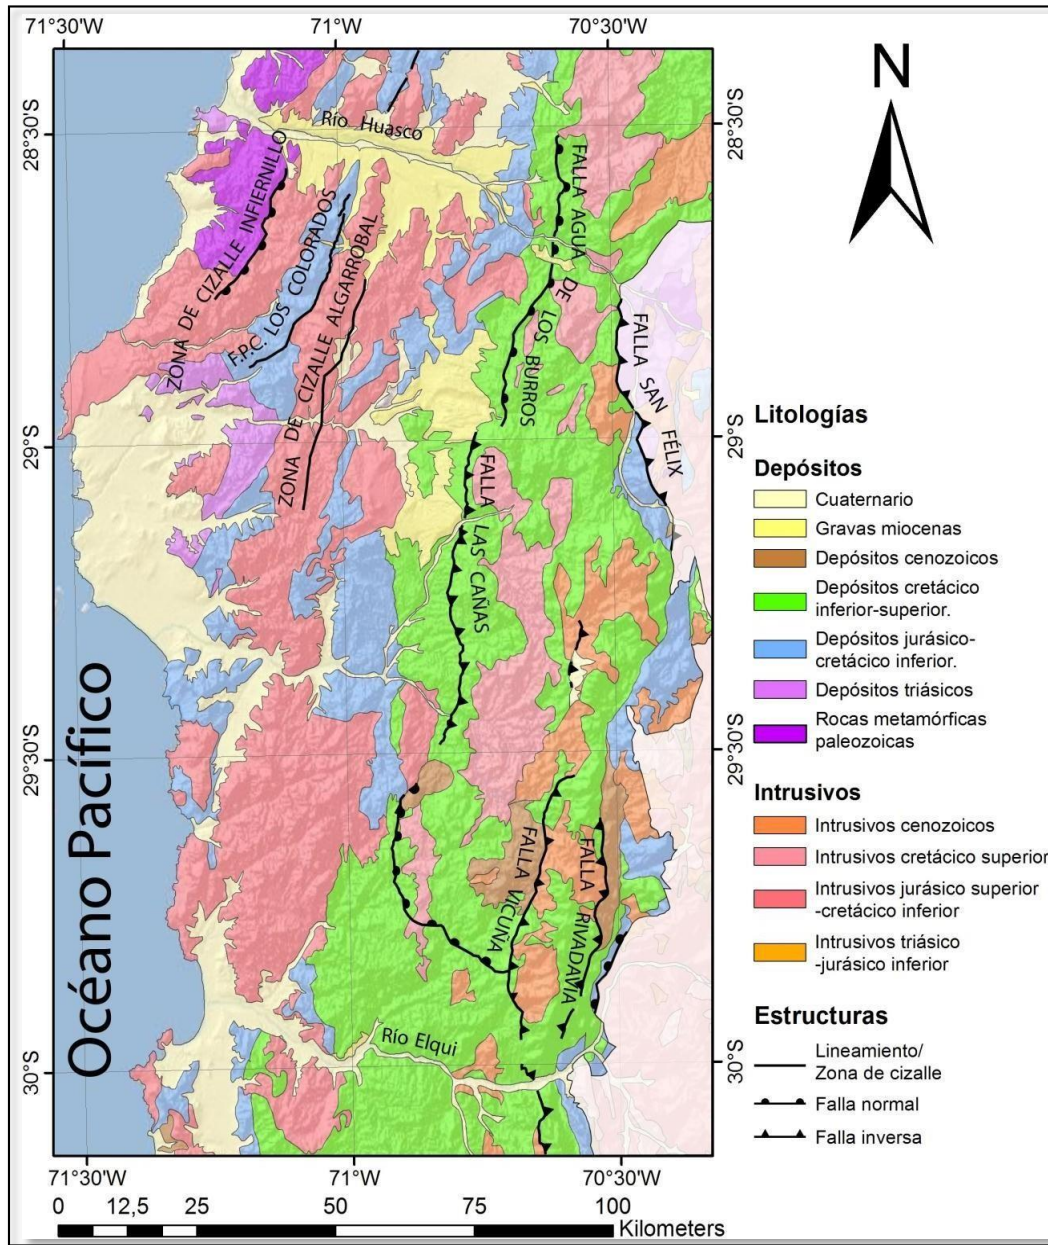 71°30'W
71°W
70°30'W
N
28°30'S
28°30'S
Río Huasco
ZONA DE CIZALLE INFIERNILLO
F.P.C. LOS COLORADOS
ZONA DE CIZALLE ALGARROBAL
FALLA AGUA DE LOS BURROS
FALLA SAN FÉLIX
29°S
29°S
FALLA LAS CAÑAS
Océano Pacífico
29°30'S
29°30'S
FALLA VICUÑA
FALLA RIVADAVIA
Río Elqui
30°S
30°S
71°30'W
71°W
70°30'W
0
12,5
25
50
75
100
Kilometers
Litologías
Depósitos
Cuaternario
Gravas miocenas
Depósitos cenozoicos
Depósitos cretácico
inferior-superior.
Depósitos jurásico-
cretácico inferior.
Depósitos triásicos
Rocas metamórficas
paleozoicas
Intrusivos
Intrusivos cenozoicos
Intrusivos cretácico superior
Intrusivos jurásico superior
-cretácico inferior
Intrusivos triásico
-jurásico inferior
Estructuras
Lineamiento/
Zona de cizalle
Falla normal
Falla inversa